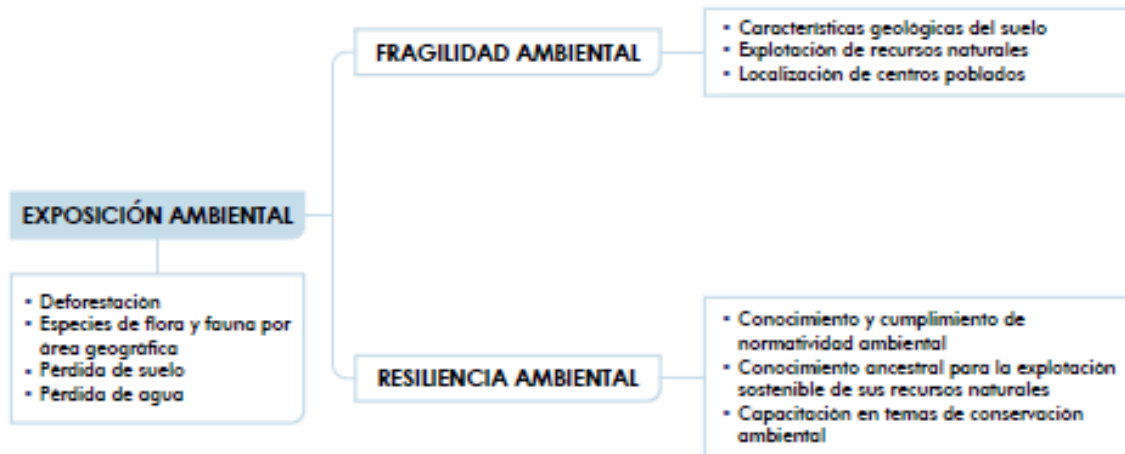 FRAGILIDAD AMBIENTAL
▪ Características geológicas del suelo
▪ Explotación de recursos naturales
▪ Localización de centros poblados
EXPOSICIÓN AMBIENTAL
▪ Deforestación
▪ Especies de flora y fauna por
área geográfica
▪ Pérdida de suelo
▪ Pérdida de agua
RESILIENCIA AMBIENTAL
▪ Conocimiento y cumplimiento de
normatividad ambiental
▪ Conocimiento ancestral para la explotación
sostenible de sus recursos naturales
▪ Capacitación en temas de conservación
ambiental